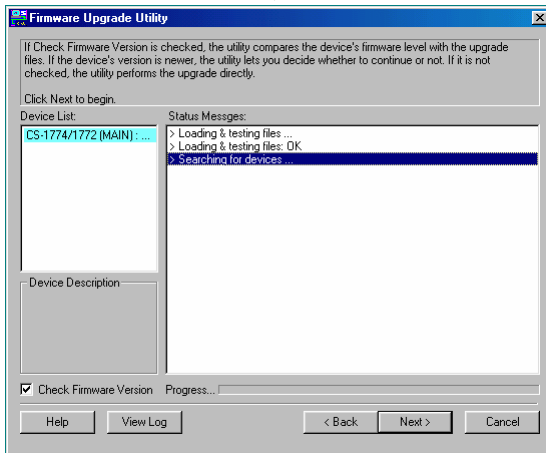 Firmware Upgrade Utility
If Check Firmware Version is checked, the utility compares the device's firmware level with the upgrade
files. If the device's version is newer, the utility lets you decide whether to continue or not. If it is not
checked, the utility performs the upgrade directly.
Click Next to begin.
Device List:
Status Messges:
CS-1774/1772 (MAIN) : ...
> Loading & testing files ...
> Loading & testing files: OK
> Searching for devices ...
Device Description
Check Firmware Version
Progress...
Help
View Log
< Back
Next >
Cancel